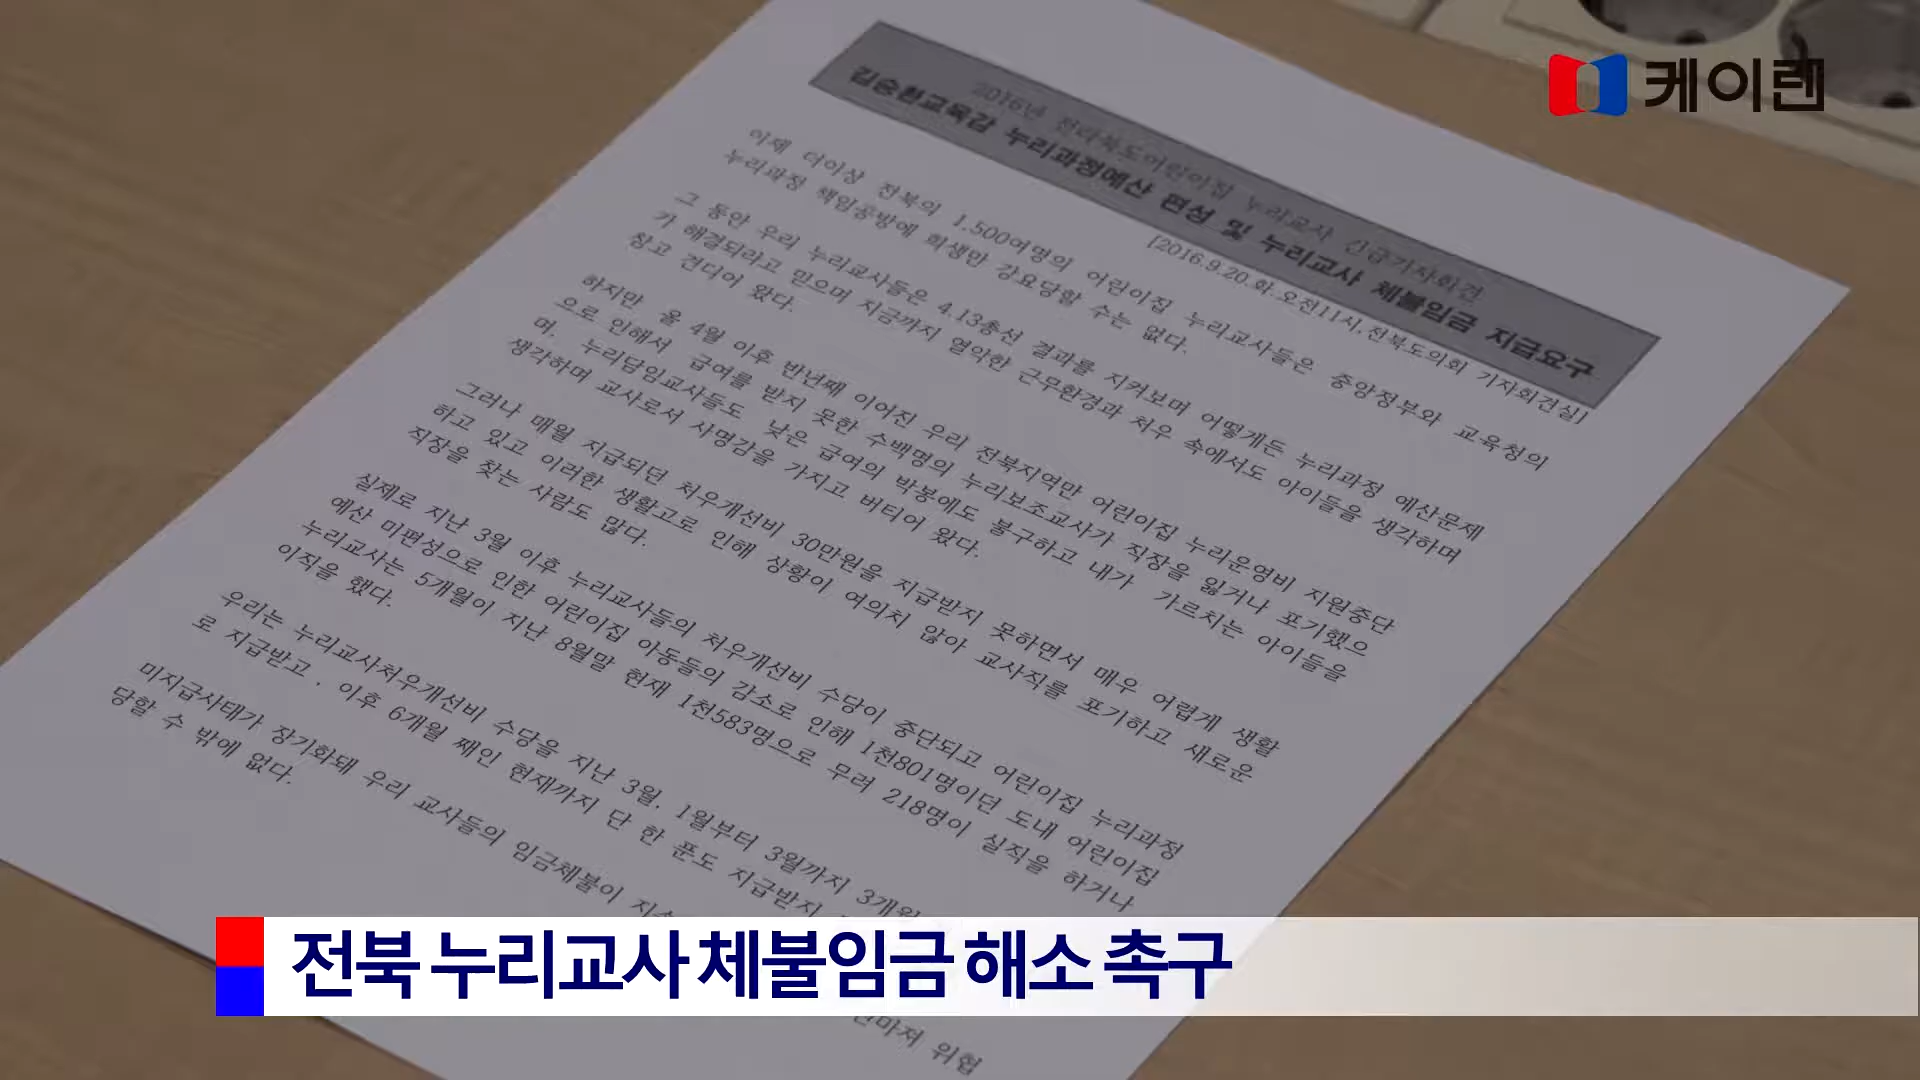 케이렌
2016년 전라북도어린이집 누리교사 긴급기자회견
김승환교육감 누리과정예산 편성 및 누리교사 체불임금 지급요구
[2016.9.20.화.오전11시,전북도의회 기자회견실]
이제 더이상 전북의 1.500여명의 어린이집 누리교사들은 중앙정부와 교육청의
누리과정 책임공방에 희생만 강요당할 수는 없다.
그 동안 우리 누리교사들은 4.13총선 결과를 지켜보며 어떻게든 누리과정 예산문제
가 해결되리라고 믿으며 지금까지 열악한 근무환경과 처우 속에서도 아이들을 생각하며
참고 견디어 왔다.
하지만 올 4월 이후 반년째 이어진 우리 전북지역만 어린이집 누리운영비 지원중단
으로 인해서 급여를 받지 못한 수백명의 누리보조교사가 직장을 잃거나 포기했으
며, 누리담임교사들도 낮은 급여의 박봉에도 불구하고 내가 가르치는 아이들을
생각하며 교사로서 사명감을 가지고 버티어 왔다.
그러나 매월 지급되던 처우개선비 30만원을 지급받지 못하면서 매우 어렵게 생활
하고 있고 이러한 생활고로 인해 상황이 여의치 않아 교사직를 포기하고 새로운
직장을 찾는 사람도 많다.
실제로 지난 3월 이후 누리교사들의 처우개선비 수당이 중단되고 어린이집 누리과정
예산 미편성으로 인한 어린이집 아동들의 감소로 인해 1천801명이던 도내 어린이집
누리교사는 5개월이 지난 8월말 현재 1천583명으로 무려 218명이 실직을 하거나
이직을 했다.
우리는 누리교사처우개선비 수당을 지난 3월, 1월부터 3월까지 3개월
로 지급받고 , 이후 6개월 째인 현재까지 단 한 푼도 지급받지
미지급사태가 장기화돼 우리 교사들의 임금체불이
당할 수 밖에 없다.
전북 누리교사 체불임금 해소 촉구
위협